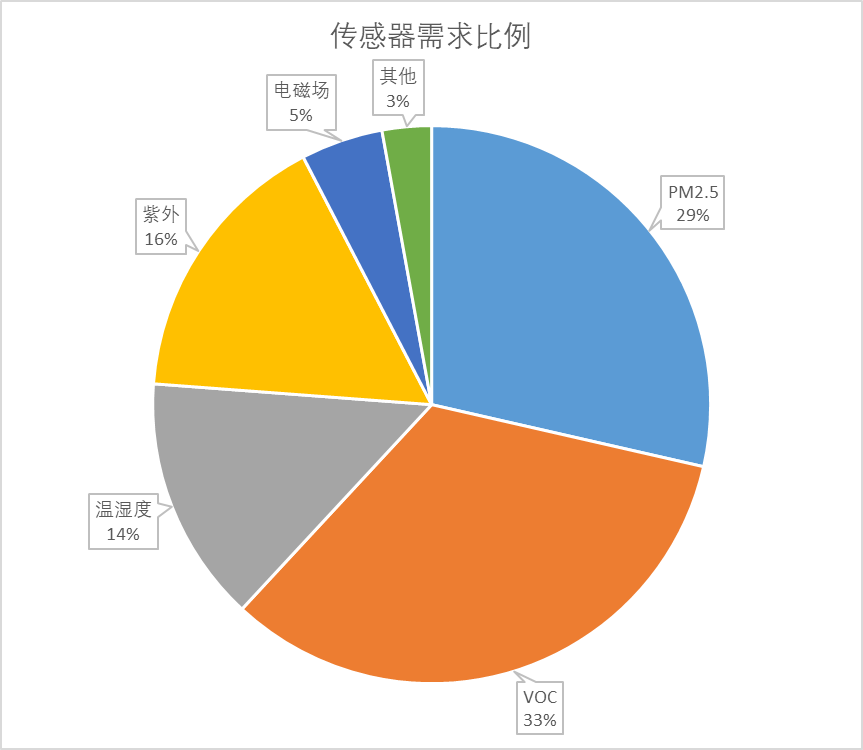 传感器需求比例
其他
3%
电磁场
5%
PM2.5
29%
紫外
16%
温湿度
14%
VOC
33%